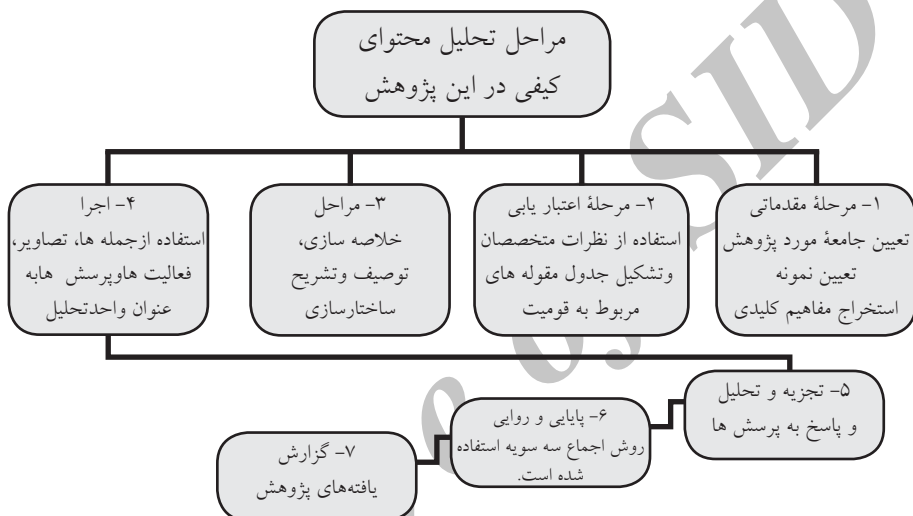 مراحل تحلیل محتوای
کیفی در این پژوهش
۱- مرحلهٔ مقدماتی
تعیین جامعهٔ مورد پژوهش
تعیین نمونه
استخراج مفاهیم کلیدی
۲- مرحلهٔ اعتبار یابی
استفاده از نظرات متخصصان
وتشکیل جدول مقوله های
مربوط به قومیت
۳- مراحل
خلاصه سازی،
توصیف وتشریح
ساختارسازی
۴- اجرا
استفاده ازجمله ها، تصاویر،
فعالیت هاوپرسش هابه
عنوان واحدتحلیل
۵- تجزیه و تحلیل
و پاسخ به پرسش ها
۶- پایایی و روایی
روش اجماع سه سویه استفاده
شده است.
۷- گزارش
یافته‌های پژوهش
e of SID